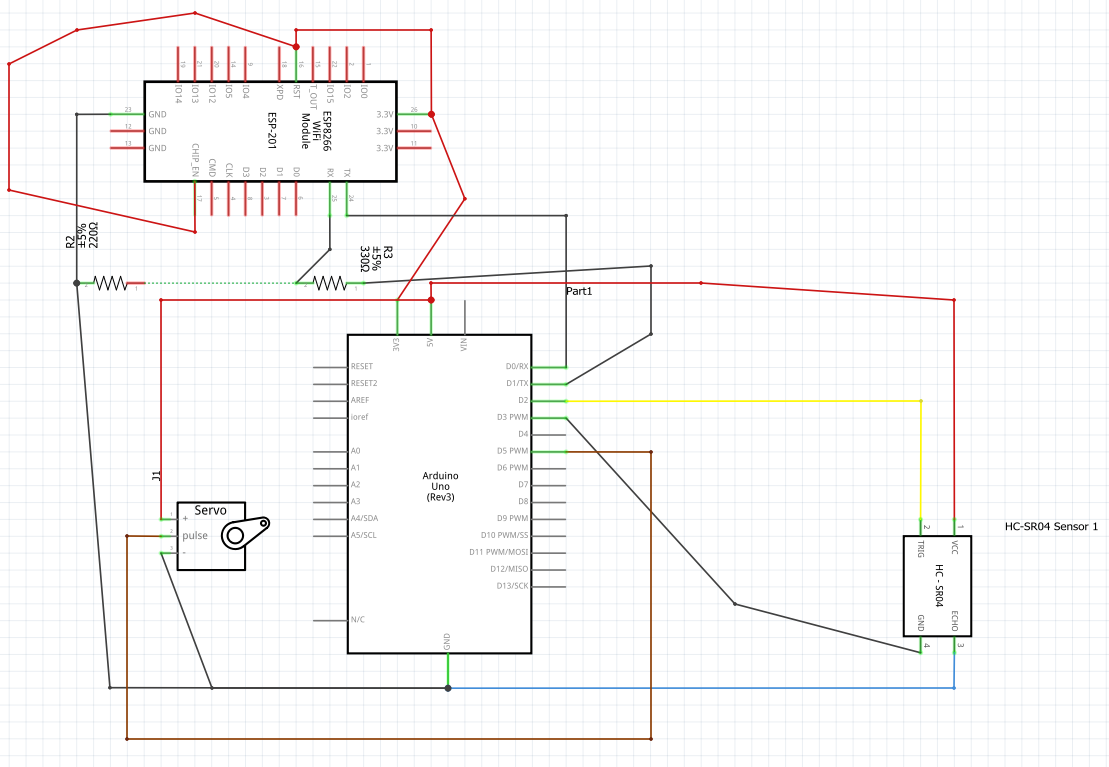 19
21
20
14
9
18
16
15
22
2
1
IO14
IO13
IO12
IO5
IO4
XPD
RST
T_OUT
IO15
IO2
IO0
23
GND
12
GND
13
GND
ESP-201
ESP8266
WiFi
Module
26
3.3V
10
3.3V
11
3.3V
CHIP_EN
CMD
CLK
D3
D2
D1
D0
RX
TX
17
5
4
8
3
7
6
25
24
R2
±5%
220Ω
R3
±5%
330Ω
2
2
1
Part1
3V3
5V
VIN
RESET
RESET2
AREF
ioref
A0
A1
A2
A3
A4/SDA
A5/SCL
N/C
Arduino
Uno
(Rev3)
D0/RX
D1/TX
D2
D3 PWM
D4
D5 PWM
D6 PWM
D7
D8
D9 PWM
D10 PWM/SS
D11 PWM/MOSI
D12/MISO
D13/SCK
GND
J1
Servo
1
+
2
pulse
3
-
HC-SR04 Sensor 1
2
1
TRIG
VCC
HC - SR04
GND
ECHO
4
3